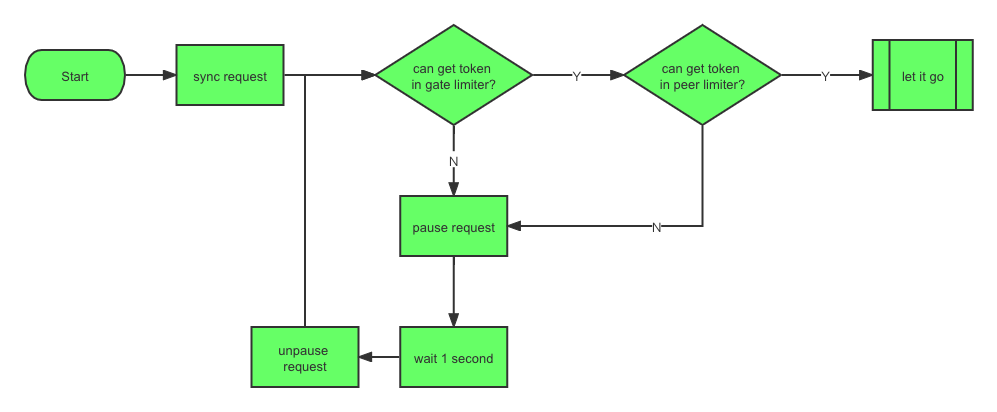 Start
sync request
can get token
in gate limiter?
Y
can get token
in peer limiter?
Y
let it go
N
pause request
N
unpause
request
wait 1 second